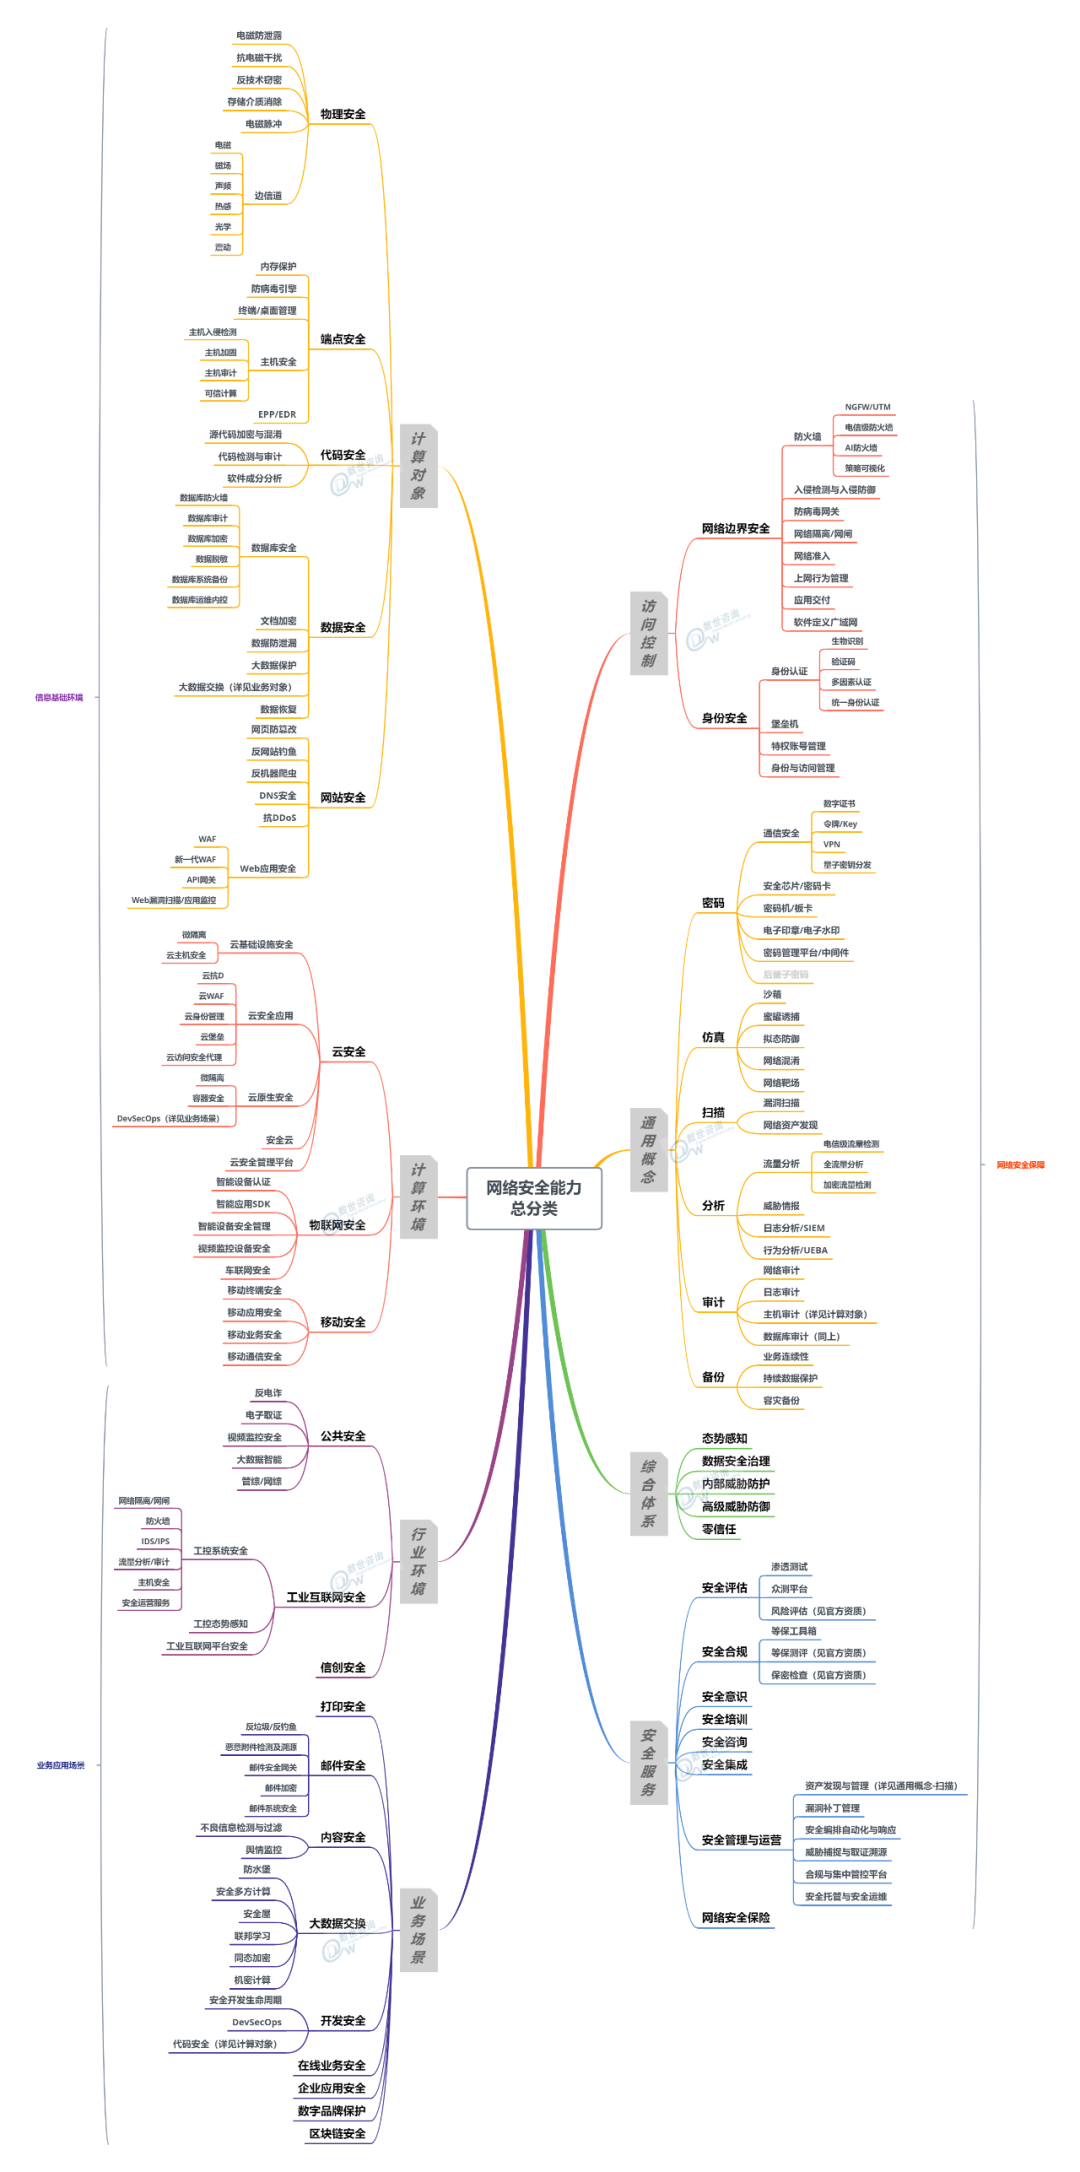 网络安全能力
总分类
信息基础环境
计算对象
物理安全
电磁防泄露
抗电磁干扰
反技术窃密
存储介质消除
电磁脉冲
边信道
电磁
磁场
声频
热感
光学
震动
端点安全
内存保护
防病毒引擎
终端/桌面管理
主机安全
主机入侵检测
主机加固
主机审计
可信计算
EPP/EDR
代码安全
源代码加密与混淆
代码检测与审计
软件成分分析
数据安全
数据库安全
数据库防火墙
数据库审计
数据库加密
数据脱敏
数据库系统备份
数据库运维内控
文档加密
数据防泄漏
大数据保护
大数据交换（详见业务对象）
数据恢复
网站安全
网页防篡改
反网站钓鱼
反机器爬虫
DNS安全
抗DDoS
Web应用安全
WAF
新一代WAF
API网关
Web漏洞扫描/应用监控
计算环境
云安全
云基础设施安全
微隔离
云主机安全
云安全应用
云抗D
云WAF
云身份管理
云堡垒
云访问安全代理
云原生安全
微隔离
容器安全
DevSecOps（详见业务场景）
安全云
云安全管理平台
物联网安全
智能设备认证
智能应用SDK
智能设备安全管理
视频监控设备安全
车联网安全
移动安全
移动终端安全
移动应用安全
移动业务安全
移动通信安全
业务应用场景
行业环境
公共安全
反电诈
电子取证
视频监控安全
大数据智能
管综/网综
工业互联网安全
工控系统安全
网络隔离/网闸
防火墙
IDS/IPS
流量分析/审计
主机安全
安全运营服务
工控态势感知
工业互联网平台安全
信创安全
业务场景
打印安全
邮件安全
反垃圾/反钓鱼
恶意附件检测及溯源
邮件安全网关
邮件加密
邮件系统安全
内容安全
不良信息检测与过滤
舆情监控
大数据交换
防水堡
安全多方计算
安全屋
联邦学习
同态加密
机密计算
开发安全
安全开发生命周期
DevSecOps
代码安全（详见计算对象）
在线业务安全
企业应用安全
数字品牌保护
区块链安全
网络安全保障
访问控制
网络边界安全
防火墙
NGFW/UTM
电信级防火墙
AI防火墙
策略可视化
入侵检测与入侵防御
防病毒网关
网络隔离/网闸
网络准入
上网行为管理
应用交付
软件定义广域网
身份安全
身份认证
生物识别
验证码
多因素认证
统一身份认证
堡垒机
特权账号管理
身份与访问管理
通用概念
密码
通信安全
数字证书
令牌/Key
VPN
量子密钥分发
安全芯片/密码卡
密码机/板卡
电子印章/电子水印
密码管理平台/中间件
后量子密码
仿真
沙箱
蜜罐诱捕
拟态防御
网络混淆
网络靶场
扫描
漏洞扫描
网络资产发现
分析
流量分析
电信级流量检测
全流量分析
加密流量检测
威胁情报
日志分析/SIEM
行为分析/UEBA
审计
网络审计
日志审计
主机审计（详见计算对象）
数据库审计（同上）
备份
业务连续性
持续数据保护
容灾备份
综合体系
态势感知
数据安全治理
内部威胁防护
高级威胁防御
零信任
安全服务
安全评估
渗透测试
众测平台
风险评估（见官方资质）
安全合规
等保工具箱
等保测评（见官方资质）
保密检查（见官方资质）
安全意识
安全培训
安全咨询
安全集成
安全管理与运营
资产发现与管理（详见通用概念-扫描）
漏洞补丁管理
安全编排自动化与响应
威胁捕捉与取证溯源
合规与集中管控平台
安全托管与安全运维
网络安全保险
数世咨询
数世咨询
数世咨询
数世咨询
数世咨询
数世咨询